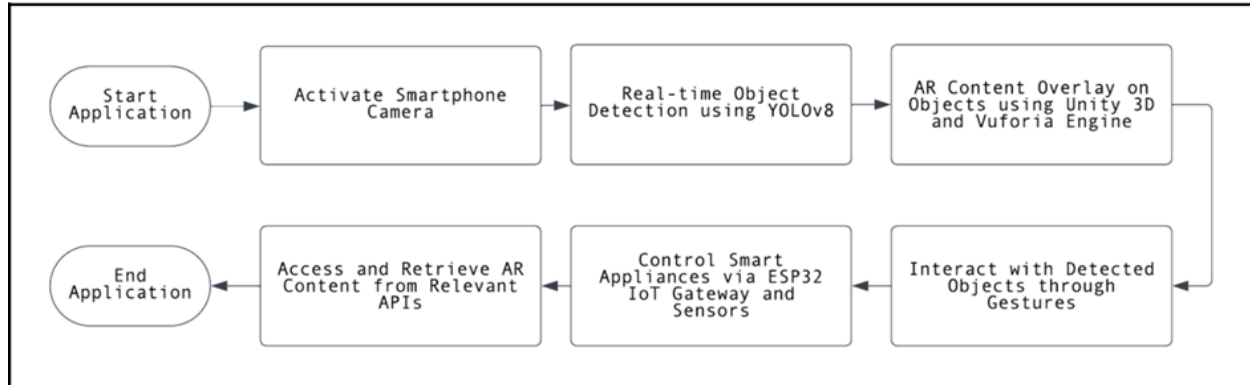 Start
Application
Activate Smartphone
Camera
Real-time Object
Detection using YOLOv8
AR Content Overlay on
Objects using Unity 3D
and Vuforia Engine
Interact with Detected
Objects through
Gestures
Control Smart
Appliances via ESP32
IoT Gateway and
Sensors
Access and Retrieve AR
Content from Relevant
APIs
End
Application